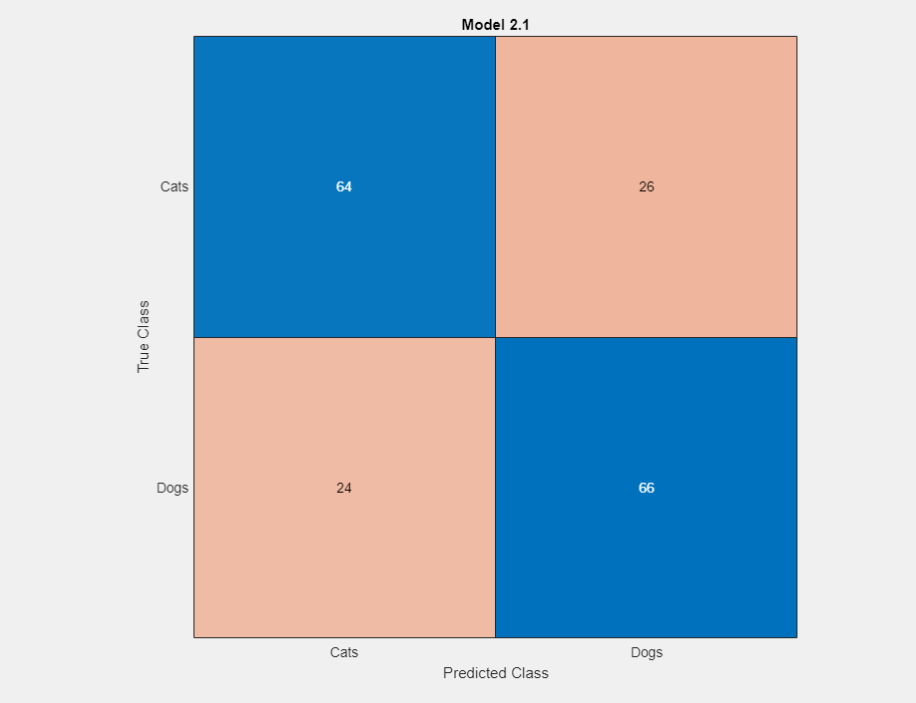 Model 2.1
Cats
64
26
True Class
Dogs
24
66
Cats
Dogs
Predicted Class